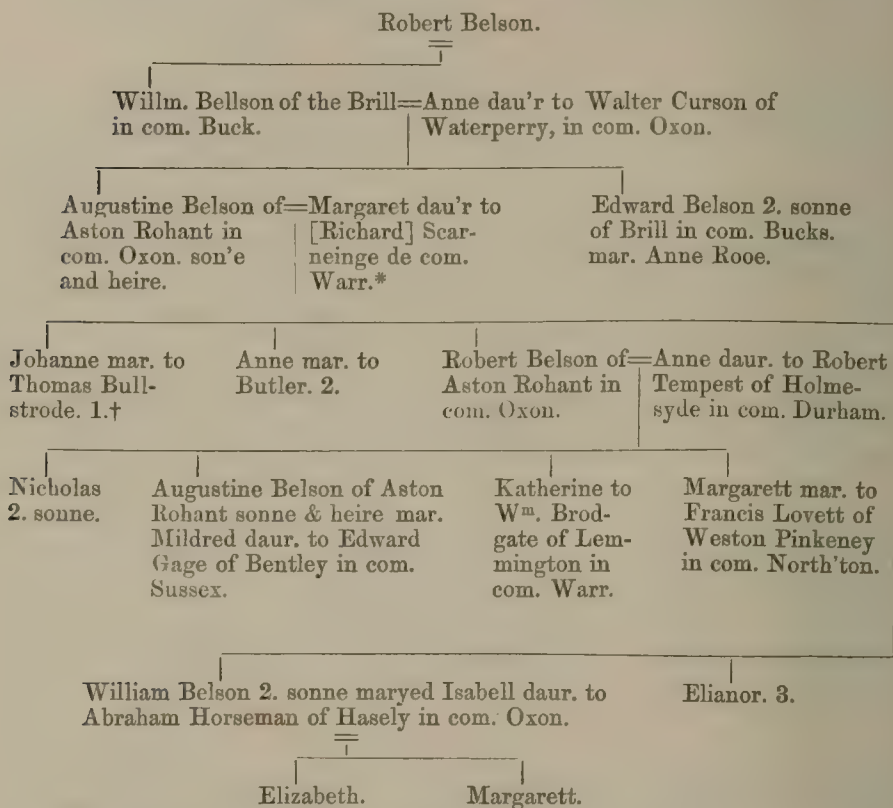 Robert Belson.
Willm. Bellson of the Brill=Anne dau'r to Walter Curson of
in com. Buck.
Waterperry, in com. Oxon.
Augustine Belson of=Margaret dau'r to
Aston Rohant in
com. Oxon. son'e
and heire.
[Richard] Scar-
neinge de com.
Warr.*
Edward Belson 2. sonne
of Brill in com. Bucks.
mar. Anne Rooe.
Johanne mar. to
Thomas Bull-
strode. 1.†
Anne mar. to
Butler. 2.
Robert Belson of=Anne daur. to Robert
Aston Rohant in
com. Oxon.
Tempest of Holme-
syde in com. Durham.
Nicholas
2. sonne.
Augustine Belson of Aston
Rohant sonne & heire mar.
Mildred daur. to Edward
Gage of Bentley in com.
Sussex.
Katherine to
Wm. Brod-
gate of Lem-
mington in
com. Warr.
Margarett mar. to
Francis Lovett of
Weston Pinkeney
in com. North'ton.
William Belson 2. sonne maryed Isabell daur. to
Abraham Horseman of Hasely in com. Oxon.
Elianor. 3.
Elizabeth.
Margarett.